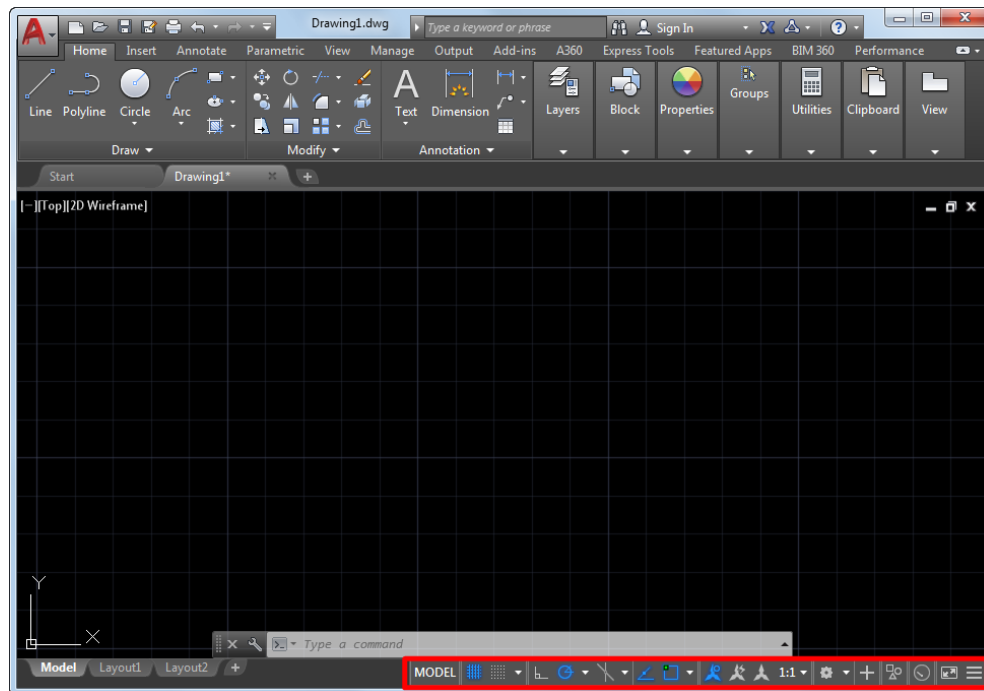 A
Drawing1.dwg
Type a keyword or phrase
Sign In
?
Home Insert Annotate Parametric View Manage Output Add-ins A360 Express Tools Featured Apps BIM 360 Performance
A
Line Polyline Circle Arc Text Dimension Layers Block Properties Groups Utilities Clipboard View
Draw Modify Annotation
Start Drawing1* +
[−][Top][2D Wireframe]
Y
X
Type a command
Model Layout1 Layout2 + MODEL 1:1